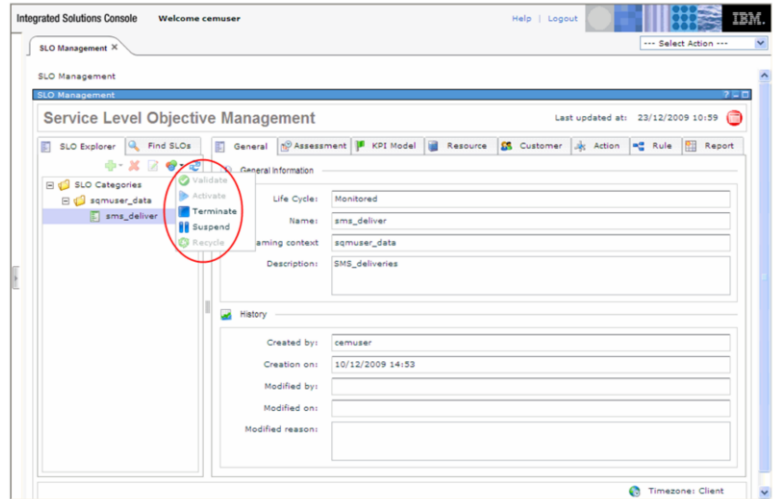 Integrated Solutions Console Welcome cemuser Help | Logout IBM.
SLO Management X --- Select Action ---
SLO Management
SLO Management
Service Level Objective Management Last updated at: 23/12/2009 10:59
SLO Explorer Find SLOs General Assessment KPI Model Resource Customer Action Rule Report
General Information
Validate
SLO Categories
Activate
Life Cycle: Monitored
sqmuser_data
Terminate
sms_deliver
Name: sms_deliver
Suspend
Recycle
aming context sqmuser_data
Description: SMS_deliveries
History
Created by: cemuser
Creation on: 10/12/2009 14:53
Modified by:
Modified on:
Modified reason:
Timezone: Client